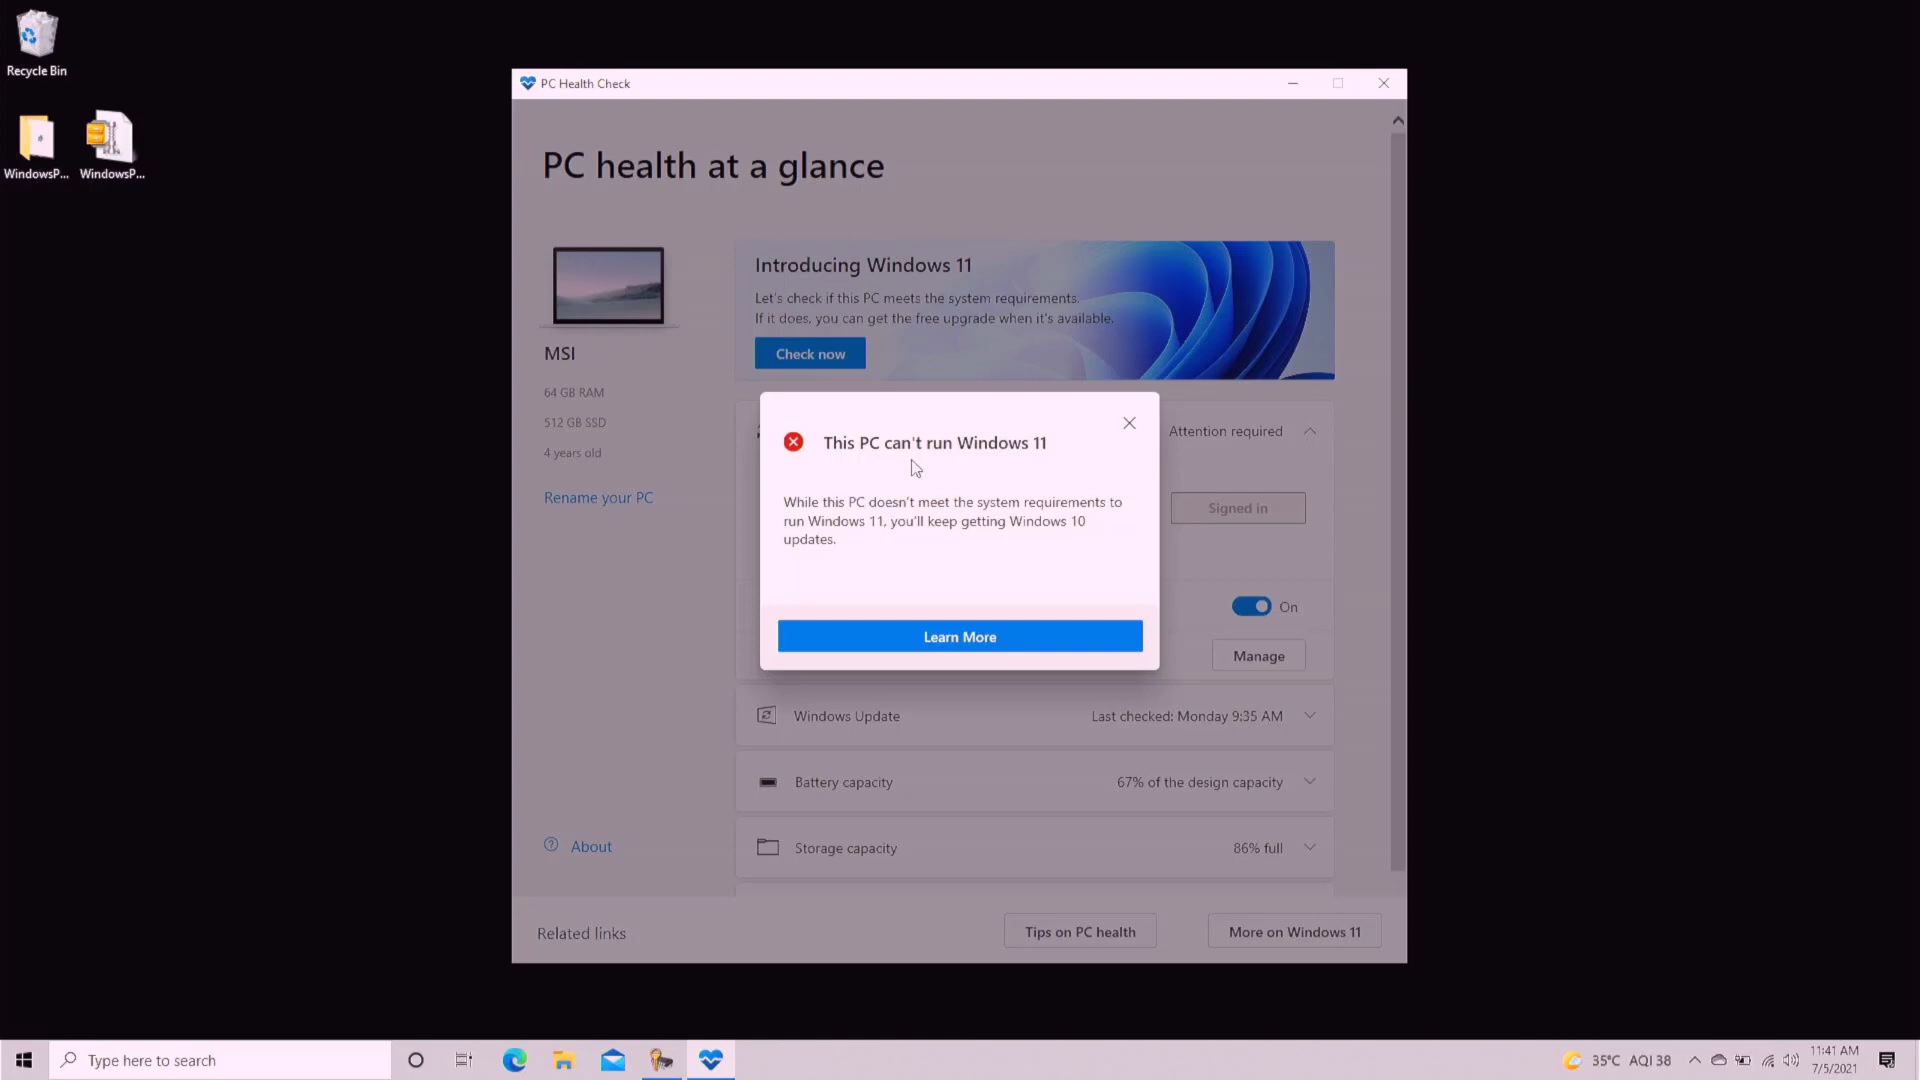 Recycle Bin
WindowsP...
WindowsP...
PC Health Check
PC health at a glance
MSI
64 GB RAM
512 GB SSD
4 years old
Rename your PC
About
Introducing Windows 11
Let's check if this PC meets the system requirements.
If it does, you can get the free upgrade when it's available.
Check now
Attention required
Signed in
On
Manage
This PC can't run Windows 11
While this PC doesn't meet the system requirements to
run Windows 11, you'll keep getting Windows 10
updates.
Learn More
Windows Update Last checked: Monday 9:35 AM
Battery capacity 67% of the design capacity
Storage capacity 86% full
Related links
Tips on PC health
More on Windows 11
Type here to search
35°C AQI 38
11:41 AM
7/5/2021